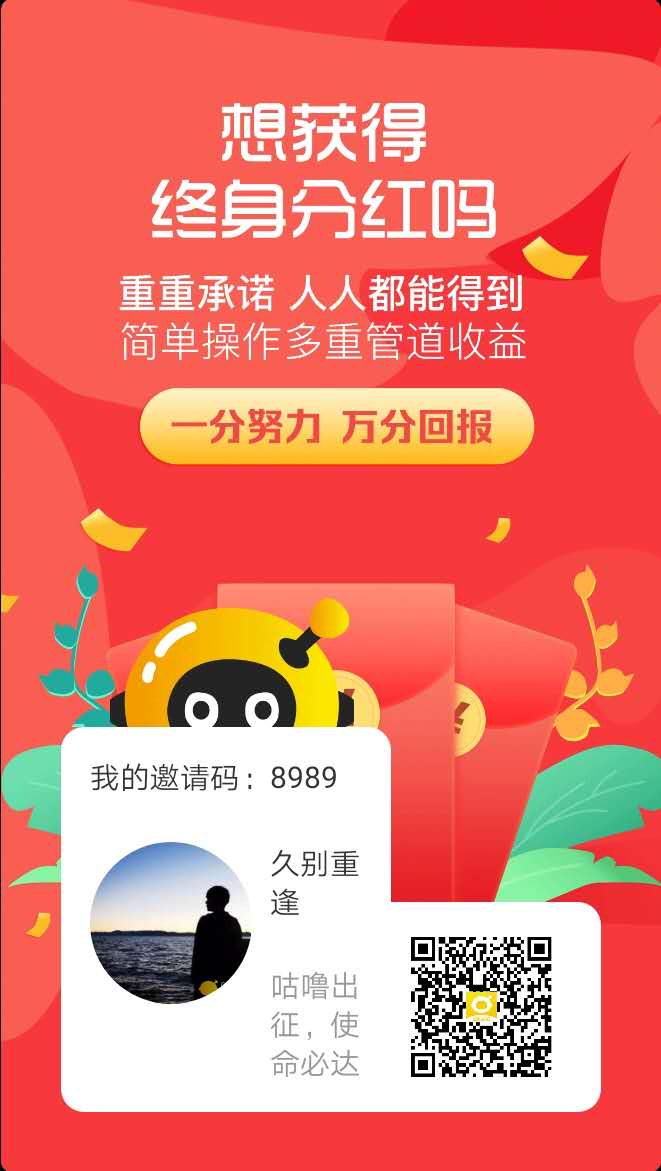 想获得
终身分红吗
重重承诺 人人都能得到
简单操作多重管道收益
一分努力 万分回报
我的邀请码：8989
久别重
逢
咕噜出
征，使
命必达